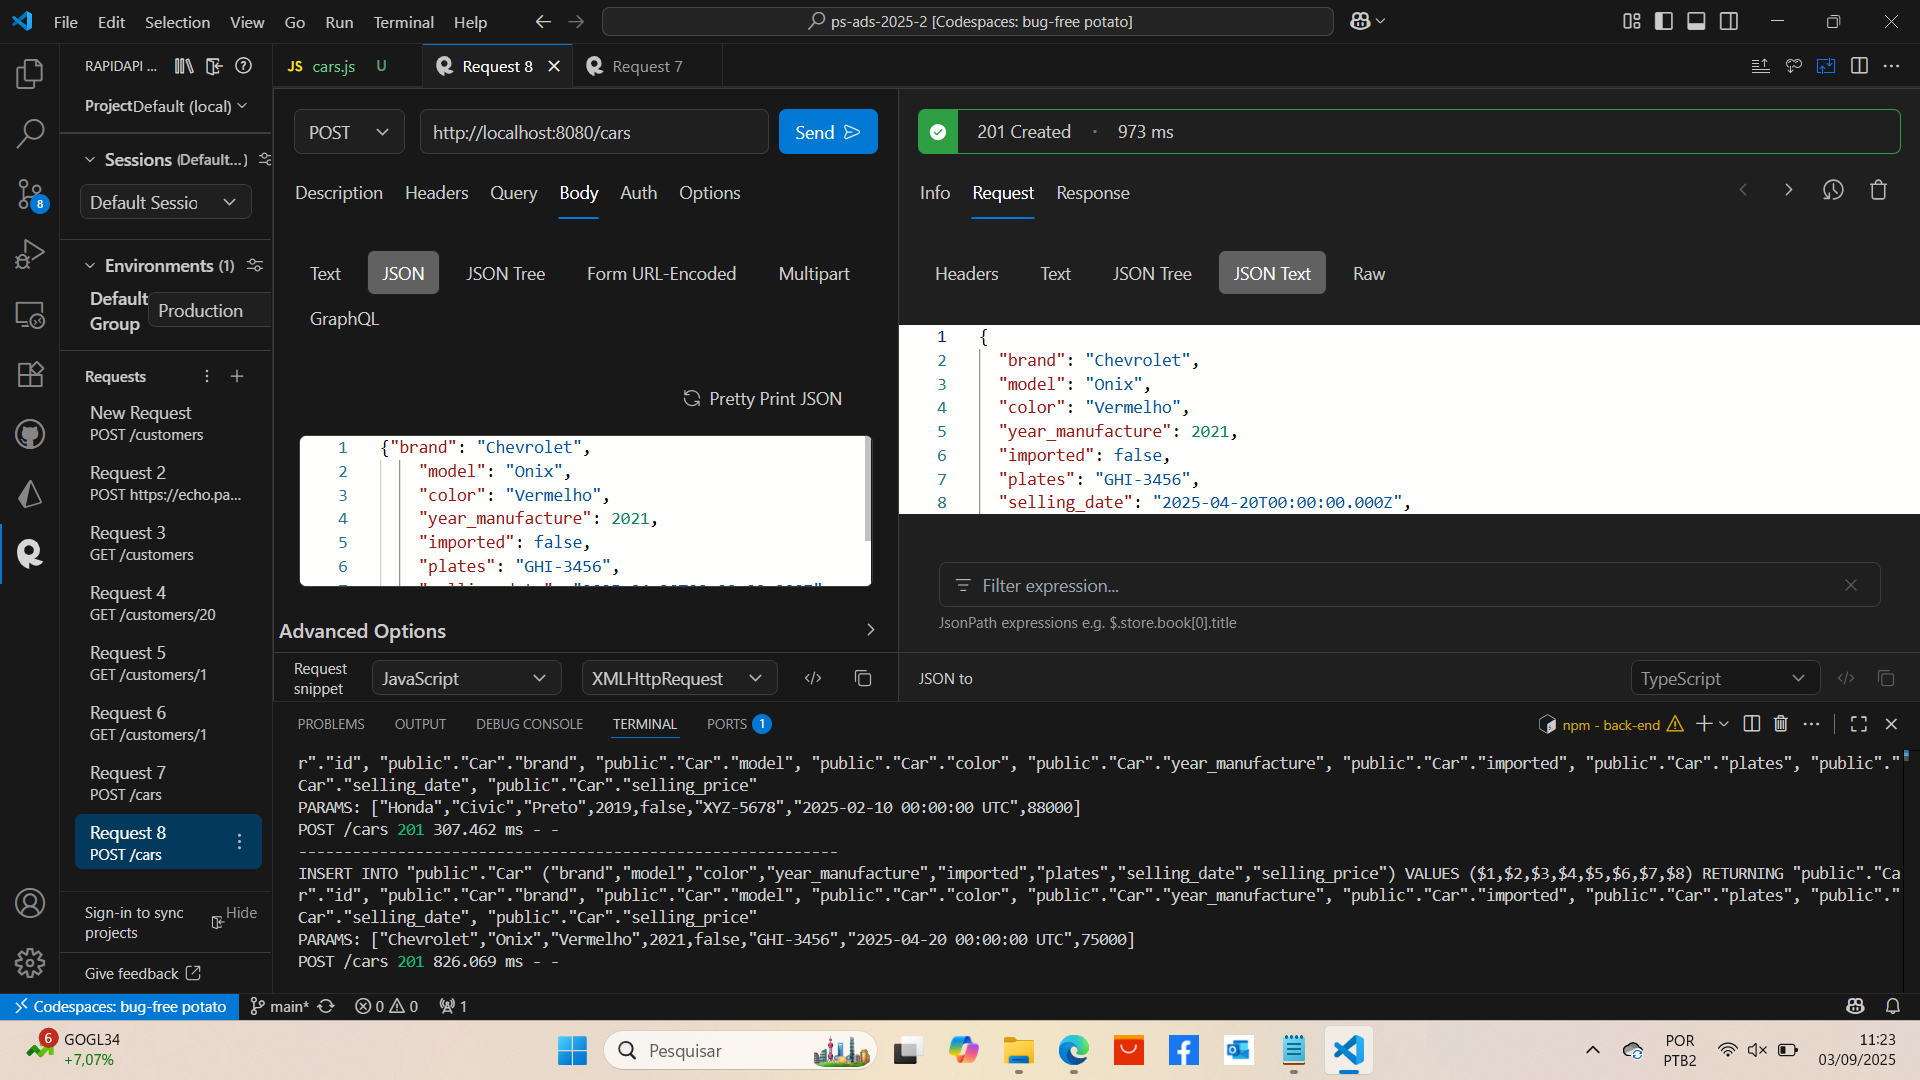 File Edit Selection View Go Run Terminal Help
ps-ads-2025-2 [Codespaces: bug-free potato]
RAPIDAPI ...
JS cars.js U
Request 8
Request 7
Project Default (local)
Sessions (Default...)
Default Sessio
Environments (1)
Default Group
Production
Requests
New Request
POST /customers
Request 2
POST https://echo.pa...
Request 3
GET /customers
Request 4
GET /customers/20
Request 5
GET /customers/1
Request 6
GET /customers/1
Request 7
POST /cars
Request 8
POST /cars
Sign-in to sync projects
Hide
Give feedback
8
POST
http://localhost:8080/cars
Send
Description Headers Query Body Auth Options
Text JSON JSON Tree Form URL-Encoded Multipart
GraphQL
Pretty Print JSON
1 {"brand": "Chevrolet",
2 "model": "Onix",
3 "color": "Vermelho",
4 "year_manufacture": 2021,
5 "imported": false,
6 "plates": "GHI-3456",
Advanced Options
Request snippet
JavaScript
XMLHttpRequest
201 Created · 973 ms
Info Request Response
Headers Text JSON Tree JSON Text Raw
1 {
2 "brand": "Chevrolet",
3 "model": "Onix",
4 "color": "Vermelho",
5 "year_manufacture": 2021,
6 "imported": false,
7 "plates": "GHI-3456",
8 "selling_date": "2025-04-20T00:00:00.000Z",
Filter expression...
JsonPath expressions e.g. $.store.book[0].title
JSON to
TypeScript
PROBLEMS OUTPUT DEBUG CONSOLE TERMINAL PORTS 1
npm - back-end
r"."id", "public"."Car"."brand", "public"."Car"."model", "public"."Car"."color", "public"."Car"."year_manufacture", "public"."Car"."imported", "public"."Car"."plates", "public"."
Car"."selling_date", "public"."Car"."selling_price"
PARAMS: ["Honda","Civic","Preto",2019,false,"XYZ-5678","2025-02-10 00:00:00 UTC",88000]
POST /cars 201 307.462 ms - -
------------------------------------------------------------
INSERT INTO "public"."Car" ("brand","model","color","year_manufacture","imported","plates","selling_date","selling_price") VALUES ($1,$2,$3,$4,$5,$6,$7,$8) RETURNING "public"."Ca
r"."id", "public"."Car"."brand", "public"."Car"."model", "public"."Car"."color", "public"."Car"."year_manufacture", "public"."Car"."imported", "public"."Car"."plates", "public"."
Car"."selling_date", "public"."Car"."selling_price"
PARAMS: ["Chevrolet","Onix","Vermelho",2021,false,"GHI-3456","2025-04-20 00:00:00 UTC",75000]
POST /cars 201 826.069 ms - -
Codespaces: bug-free potato
main*
0 0
1
6
GOGL34
+7,07%
Pesquisar
POR
PTB2
11:23
03/09/2025